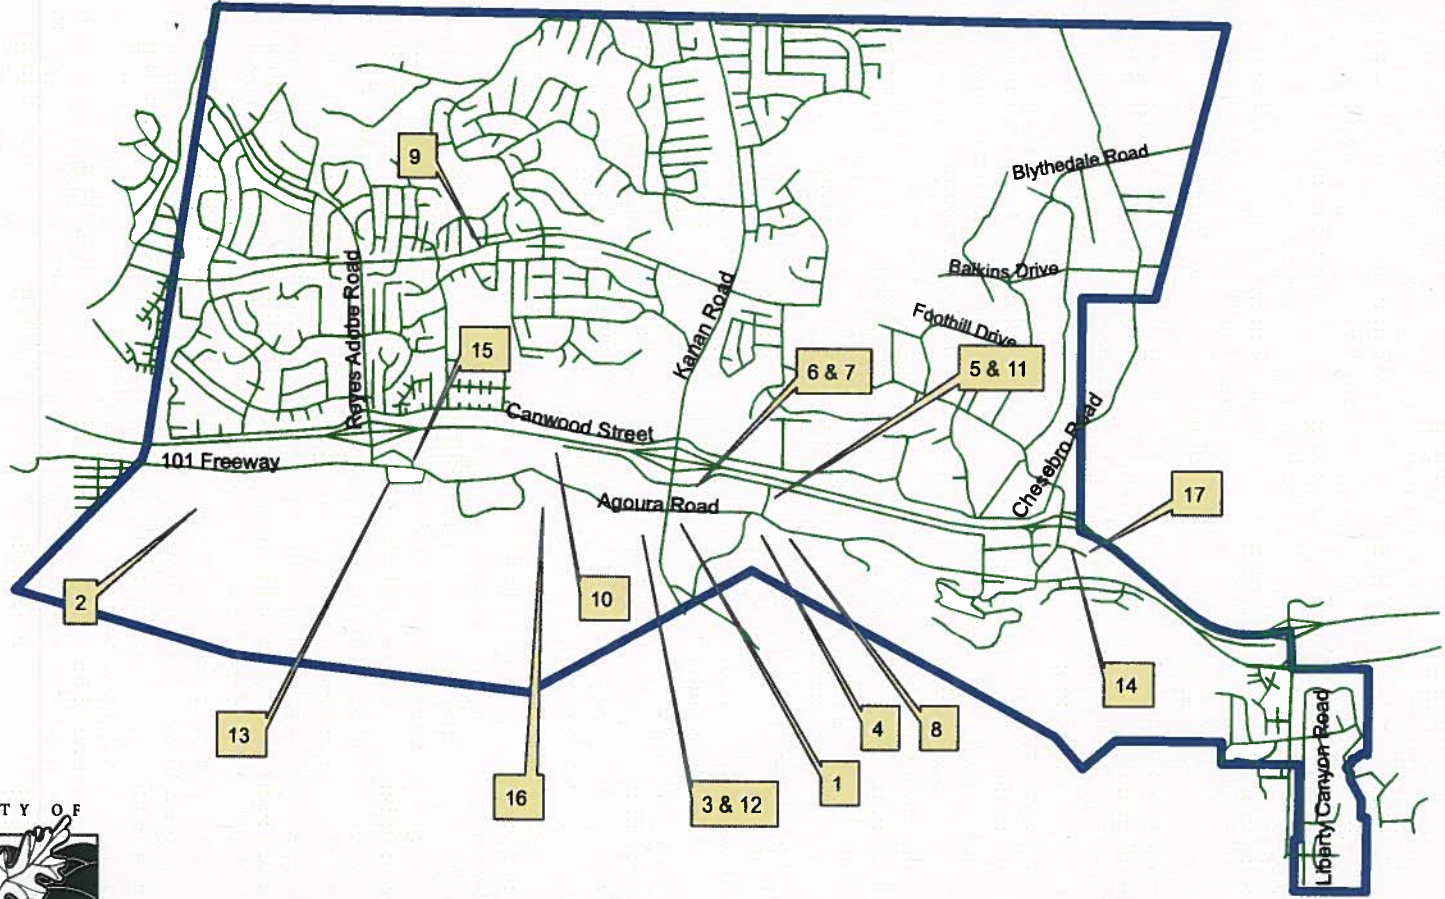 9
Blythedale Road
Balkins Drive
Foothill Drive
Reyes Adobe Road
Kanan Road
15
6 & 7
5 & 11
Canwood Street
101 Freeway
Chesebro Road
Agoura Road
17
2
10
14
13
4
8
16
3 & 12
1
Liberty Canyon Road
T Y O F